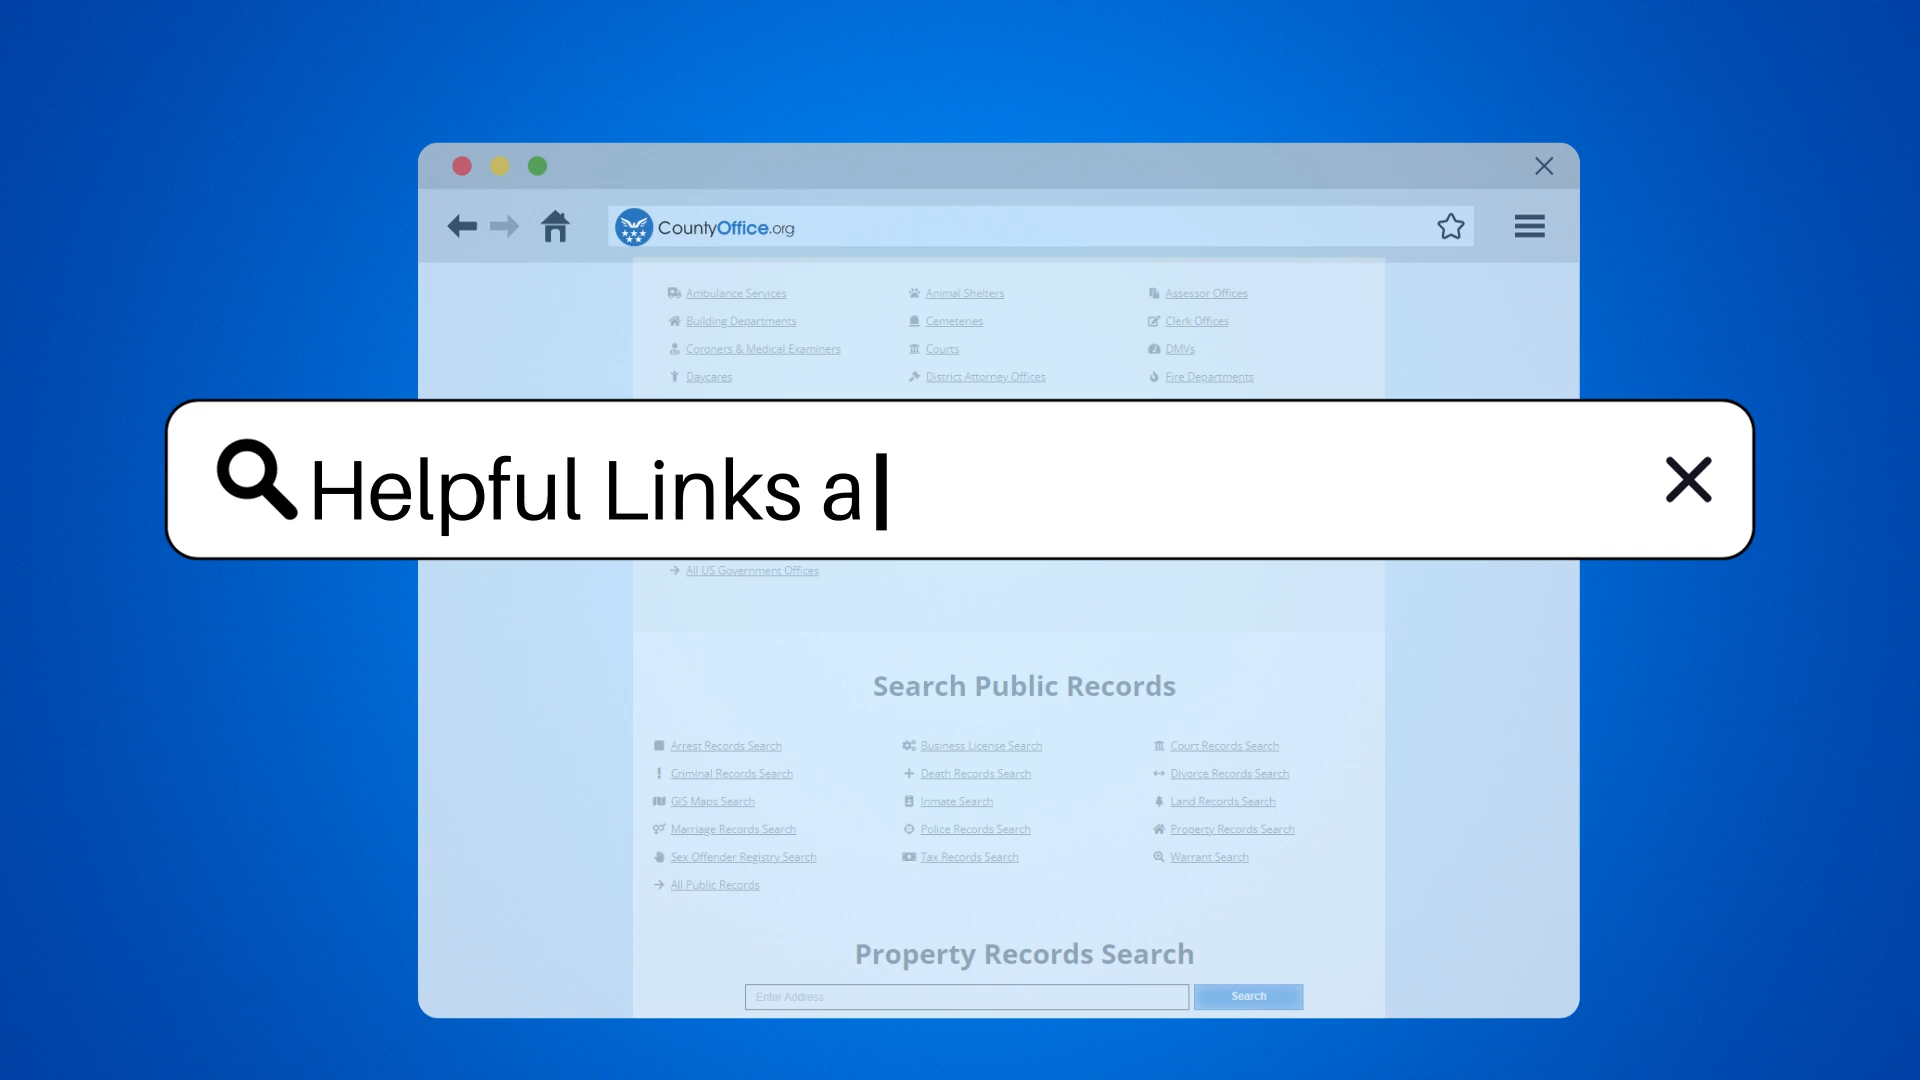 CountyOffice.org
Ambulance Services Animal Shelters Assessor Offices
Building Departments Cemeteries Clerk Offices
Coroners & Medical Examiners Courts DMVs
Daycares District Attorney Offices Fire Departments
Helpful Links a
All US Government Offices
Search Public Records
Arrest Records Search Business License Search Court Records Search
Criminal Records Search Death Records Search Divorce Records Search
GIS Maps Search Inmate Search Land Records Search
Marriage Records Search Police Records Search Property Records Search
Sex Offender Registry Search Tax Records Search Warrant Search
All Public Records
Property Records Search
Enter Address Search